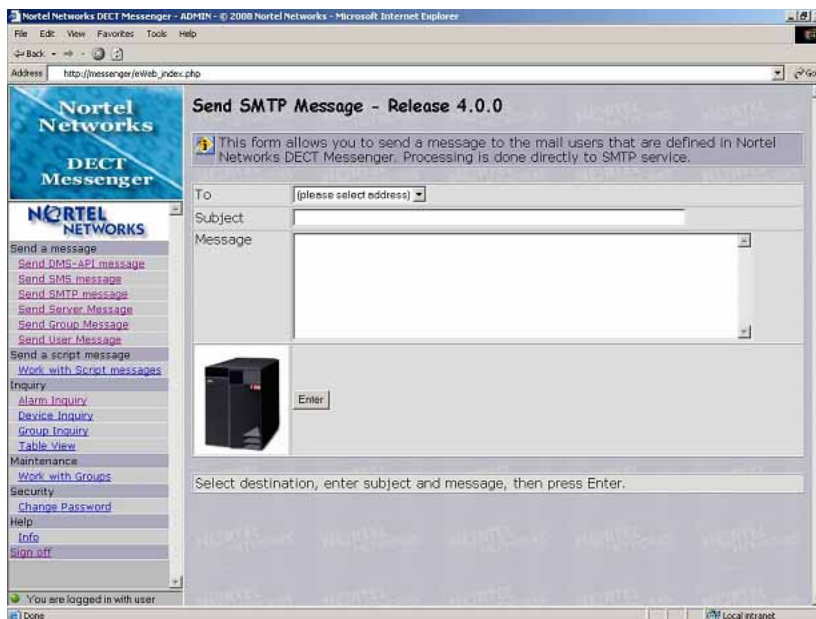 Nortel Networks DECT Messenger - ADMIN - © 2008 Nortel Networks - Microsoft Internet Explorer
File Edit View Favorites Tools Help
Back
Address http://messenger/eWeb_index.php
Go
Nortel
Networks
DECT
Messenger
NORTEL
NETWORKS
Send a message
Send DMS-API message
Send SMS message
Send SMTP message
Send Server Message
Send Group Message
Send User Message
Send a script message
Work with Script messages
Inquiry
Alarm Inquiry
Device Inquiry
Group Inquiry
Table View
Maintenance
Work with Groups
Security
Change Password
Help
Info
Sign off
You are logged in with user
Send SMTP Message - Release 4.0.0
This form allows you to send a message to the mail users that are defined in Nortel
Networks DECT Messenger. Processing is done directly to SMTP service.
To (please select address)
Subject
Message
Enter
Select destination, enter subject and message, then press Enter.
Done
Local intranet